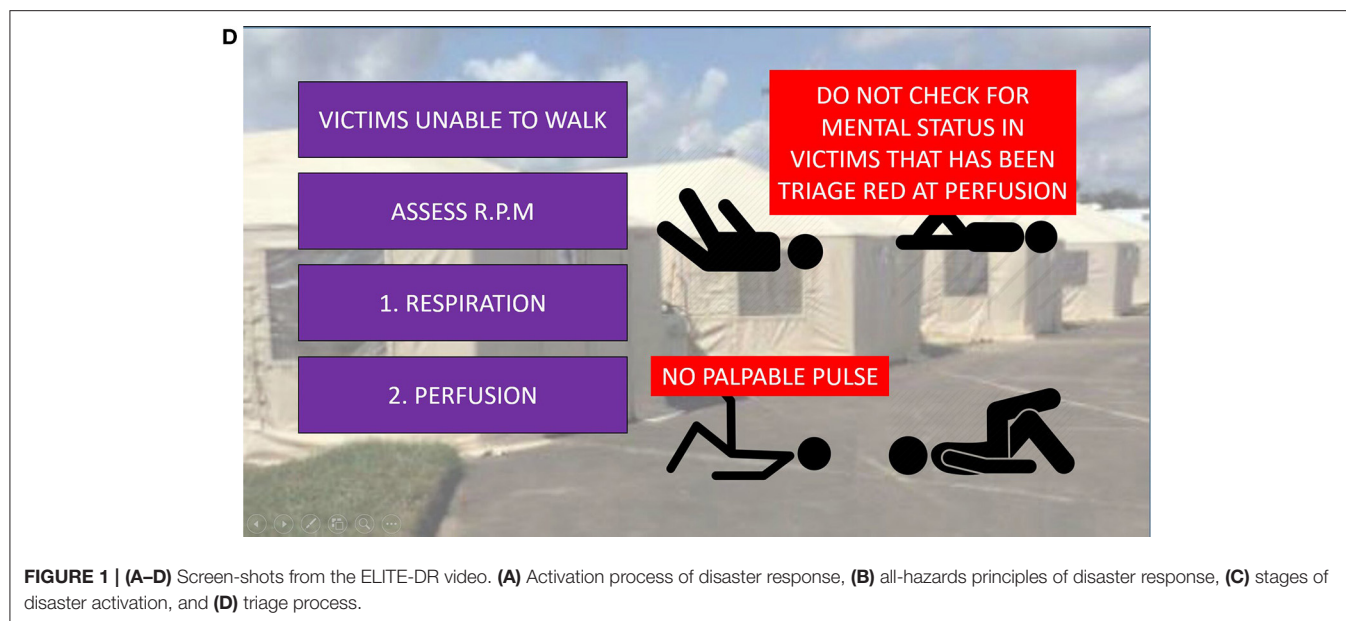 D
VICTIMS UNABLE TO WALK
ASSESS R.P.M
1. RESPIRATION
2. PERFUSION
DO NOT CHECK FOR
MENTAL STATUS IN
VICTIMS THAT HAS BEEN
TRIAGE RED AT PERFUSION
NO PALPABLE PULSE
FIGURE 1 | (A–D) Screen-shots from the ELITE-DR video. (A) Activation process of disaster response, (B) all-hazards principles of disaster response, (C) stages of
disaster activation, and (D) triage process.